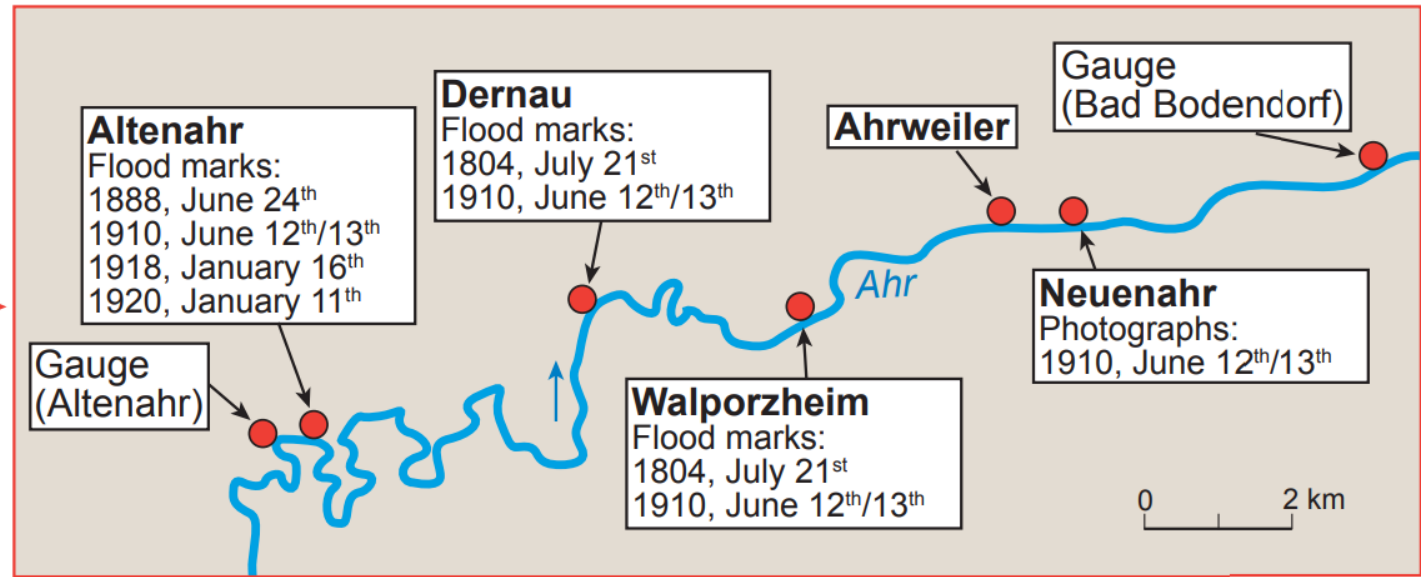 Altenahr
Flood marks:
1888, June 24th
1910, June 12th/13th
1918, January 16th
1920, January 11th
Gauge
(Altenahr)
Dernau
Flood marks:
1804, July 21st
1910, June 12th/13th
Walporzheim
Flood marks:
1804, July 21st
1910, June 12th/13th
Ahr
Ahrweiler
Gauge
(Bad Bodendorf)
Neuenahr
Photographs:
1910, June 12th/13th
0 2 km